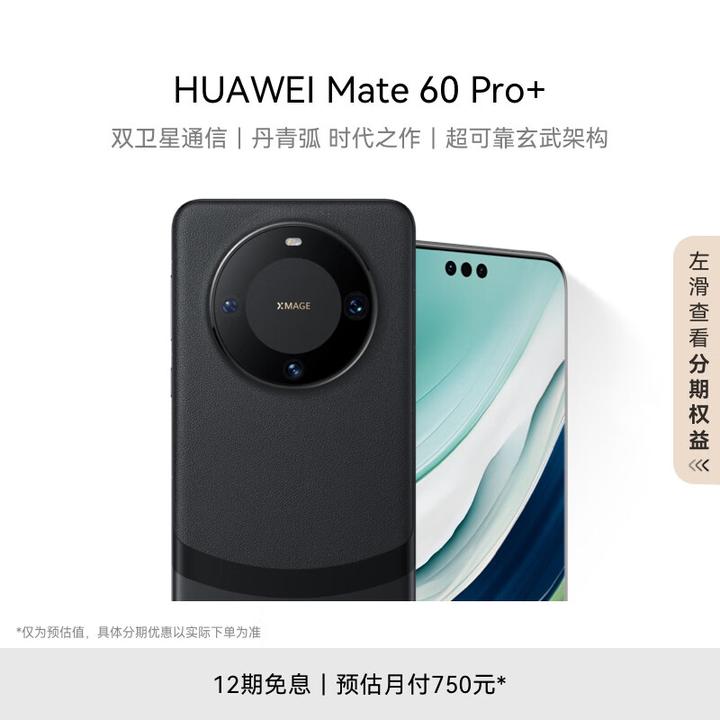 HUAWEI Mate 60 Pro+
双卫星通信 | 丹青弧 时代之作 | 超可靠玄武架构
XMAGE
左滑查看分期权益
*仅为预估值，具体分期优惠以实际下单为准
12期免息 | 预估月付750元*